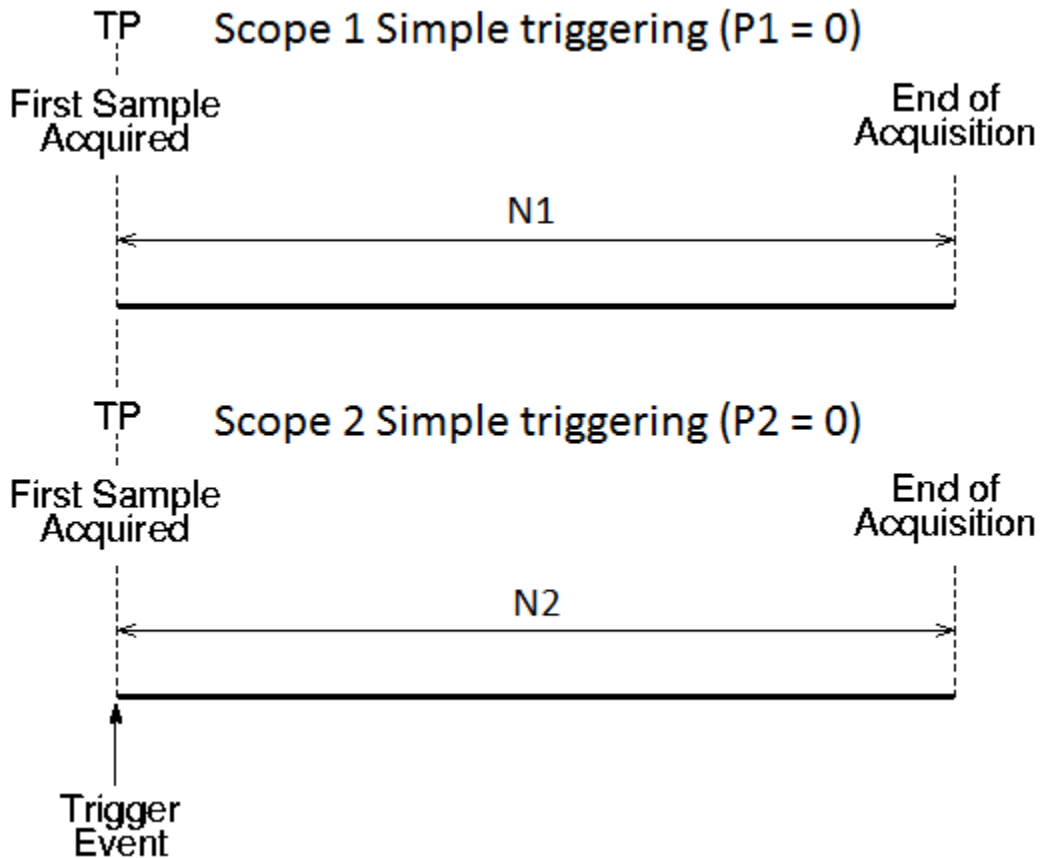 TP Scope 1 Simple triggering (P1 = 0)
First Sample
Acquired
End of
Acquisition
N1
TP Scope 2 Simple triggering (P2 = 0)
First Sample
Acquired
End of
Acquisition
N2
Trigger
Event